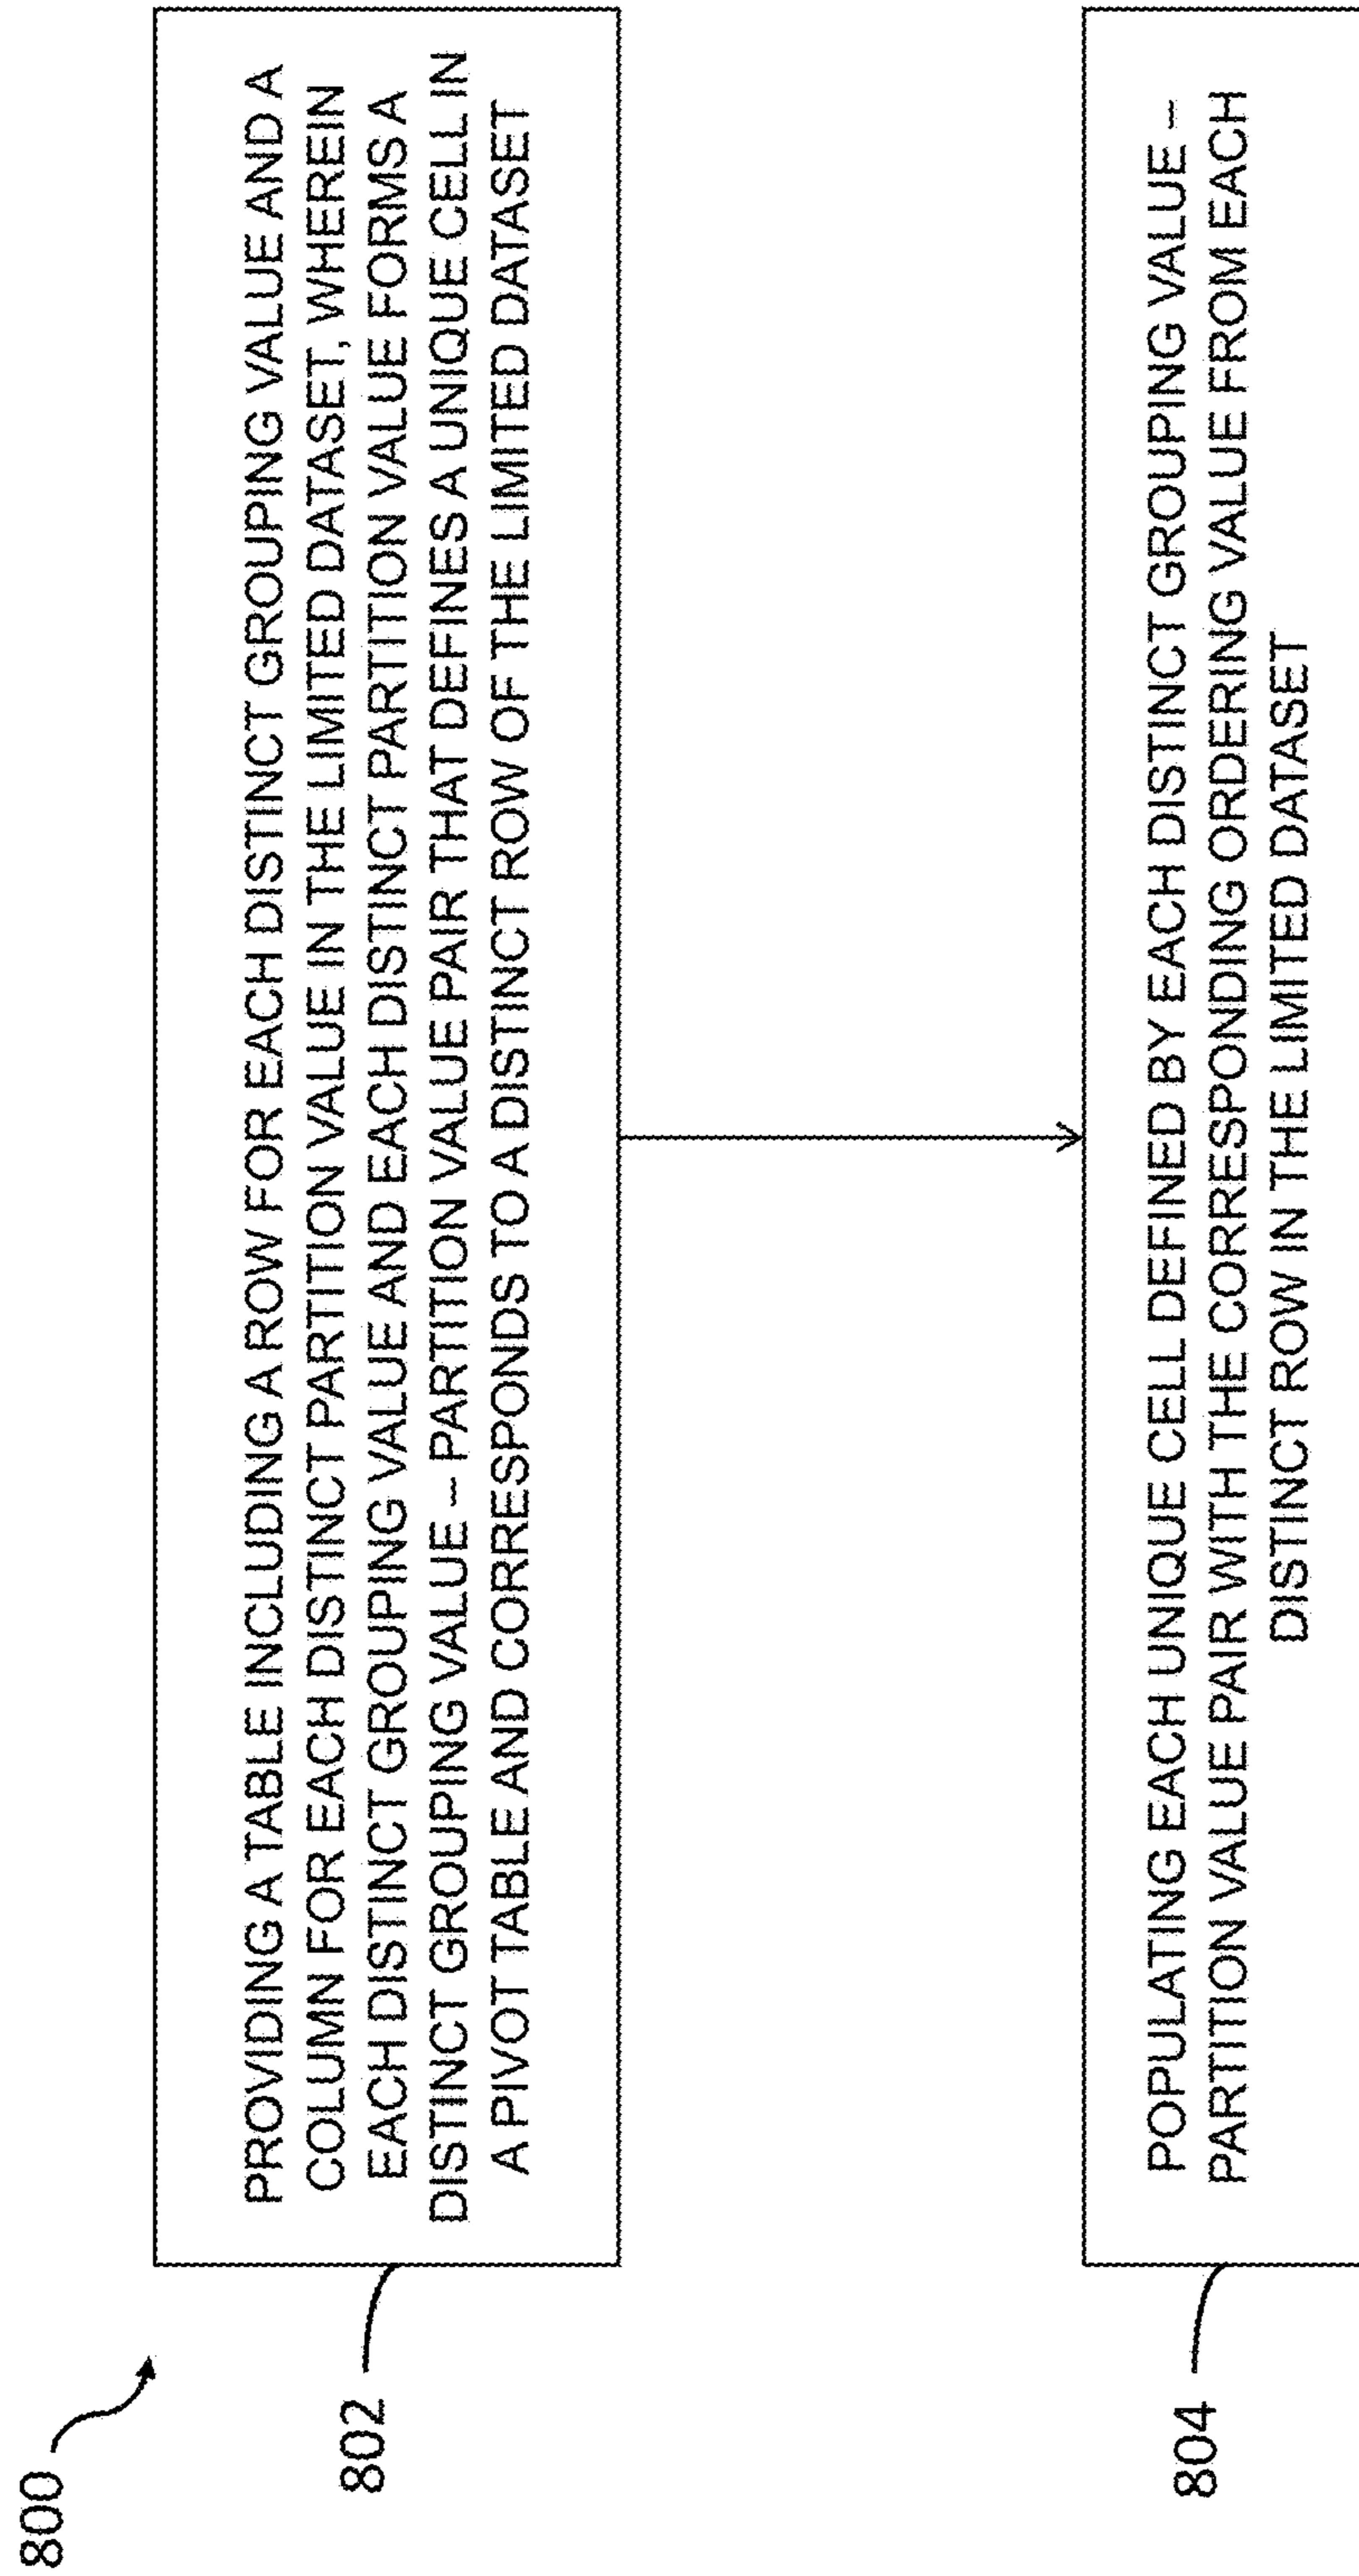 800
802
PROVIDING A TABLE INCLUDING A ROW FOR EACH DISTINCT GROUPING VALUE AND A
COLUMN FOR EACH DISTINCT PARTITION VALUE IN THE LIMITED DATASET, WHEREIN
EACH DISTINCT GROUPING VALUE AND EACH DISTINCT PARTITION VALUE FORMS A
DISTINCT GROUPING VALUE – PARTITION VALUE PAIR THAT DEFINES A UNIQUE CELL IN
A PIVOT TABLE AND CORRESPONDS TO A DISTINCT ROW OF THE LIMITED DATASET
804
POPULATING EACH UNIQUE CELL DEFINED BY EACH DISTINCT GROUPING VALUE –
PARTITION VALUE PAIR WITH THE CORRESPONDING ORDERING VALUE FROM EACH
DISTINCT ROW IN THE LIMITED DATASET